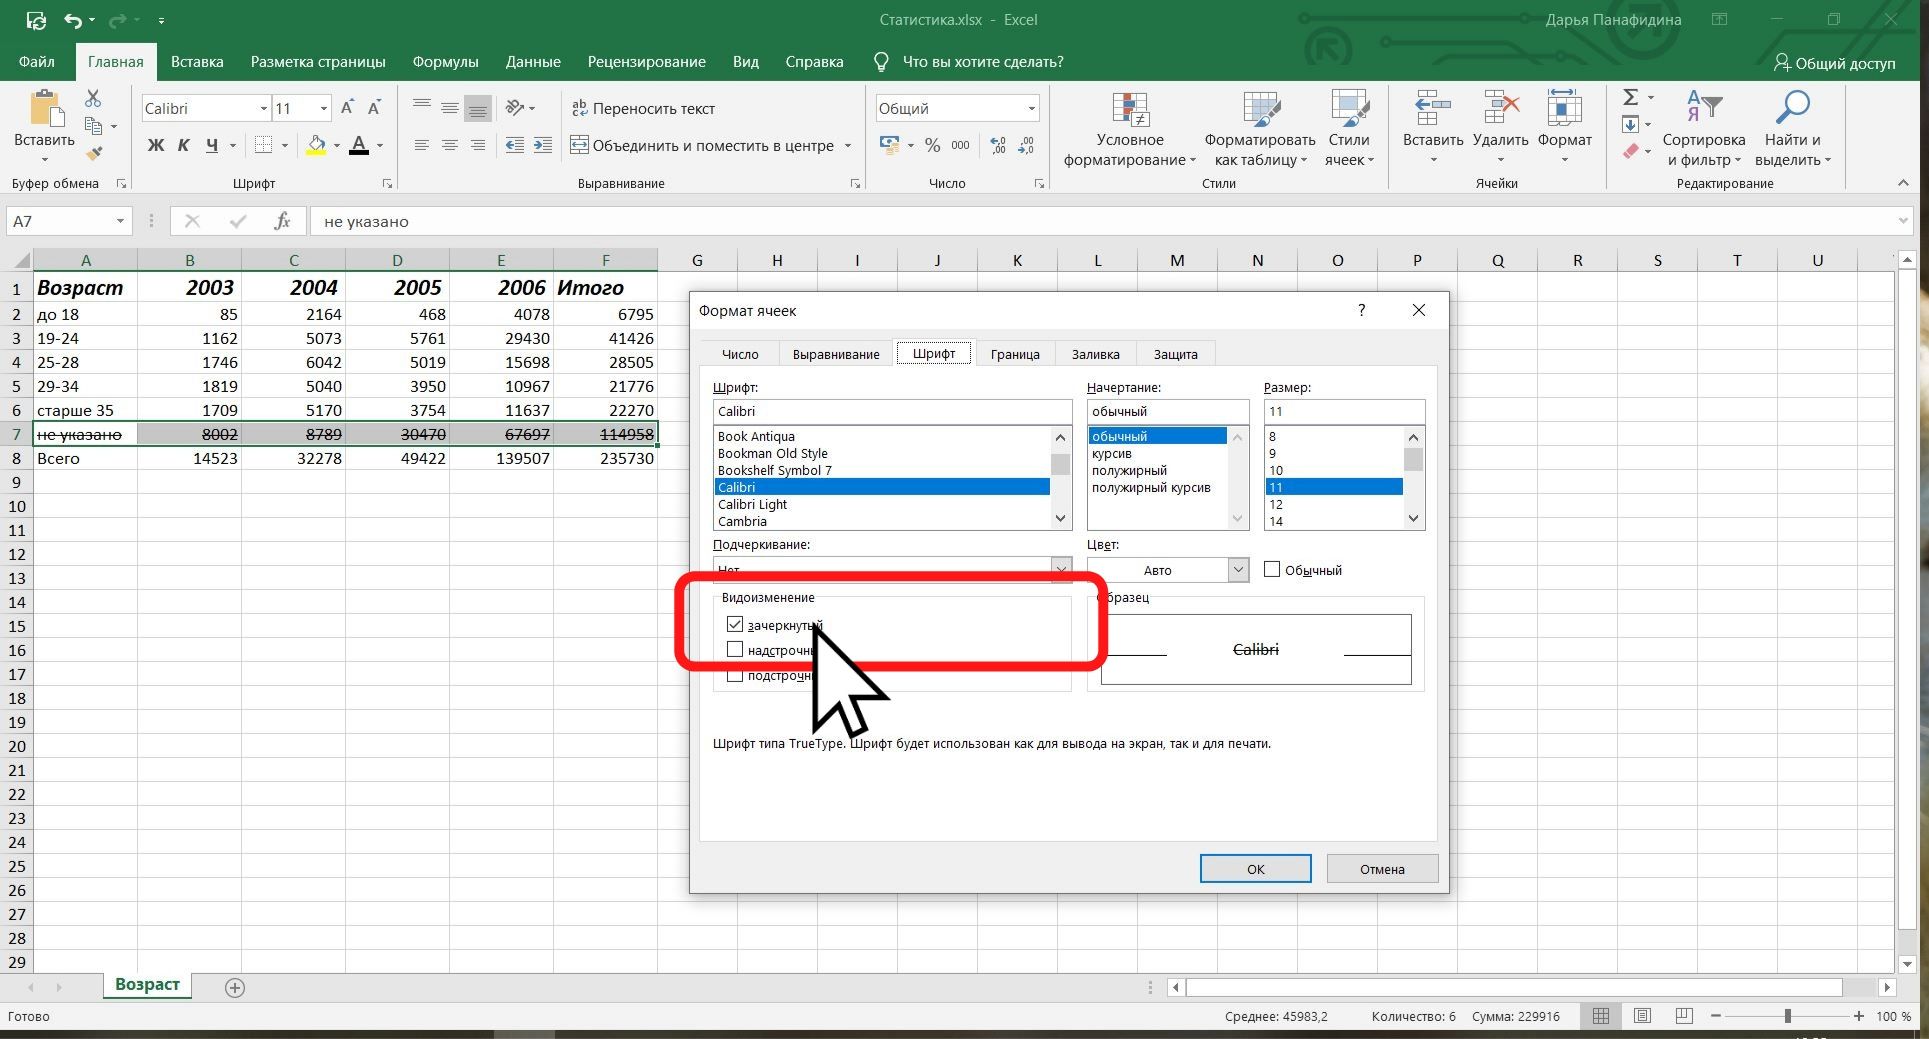 Статистика.xlsx - Excel
Дарья Панафидина
Файл Главная Вставка Разметка страницы Формулы Данные Рецензирование Вид Справка Что вы хотите сделать? Общий доступ
Calibri 11 Переносить текст Общий
Вставить Условное форматирование Форматировать как таблицу Стили ячеек Вставить Удалить Формат Сортировка и фильтр Найти и выделить
Ж К Ч А Объединить и поместить в центре % 000
Буфер обмена Шрифт Выравнивание Число Стили Ячейки Редактирование
A7 fx не указано
A B C D E F G H I J K L M N O P Q R S T U
1 Возраст 2003 2004 2005 2006 Итого
2 до 18 85 2164 468 4078 6795
3 19-24 1162 5073 5761 29430 41426
4 25-28 1746 6042 5019 15698 28505
5 29-34 1819 5040 3950 10967 21776
6 старше 35 1709 5170 3754 11637 22270
7 не указано 8002 8789 30470 67697 114958
8 Всего 14523 32278 49422 139507 235730
9
10
11
12
13
14
15
16
17
18
19
20
21
22
23
24
25
26
27
28
29
Формат ячеек ?
Число Выравнивание Шрифт Граница Заливка Защита
Шрифт: Начертание: Размер:
Calibri обычный 11
Book Antiqua обычный 8
Bookman Old Style курсив 9
Bookshelf Symbol 7 полужирный 10
Calibri полужирный курсив 11
Calibri Light 12
Cambria 14
Подчеркивание: Цвет:
Нет Авто Обычный
Видоизменение Образец
зачеркнутый
Calibri
Шрифт типа TrueType. Шрифт будет использован как для вывода на экран, так и для печати.
ОК Отмена
Возраст
Готово Среднее: 45983,2 Количество: 6 Сумма: 229916 100 %